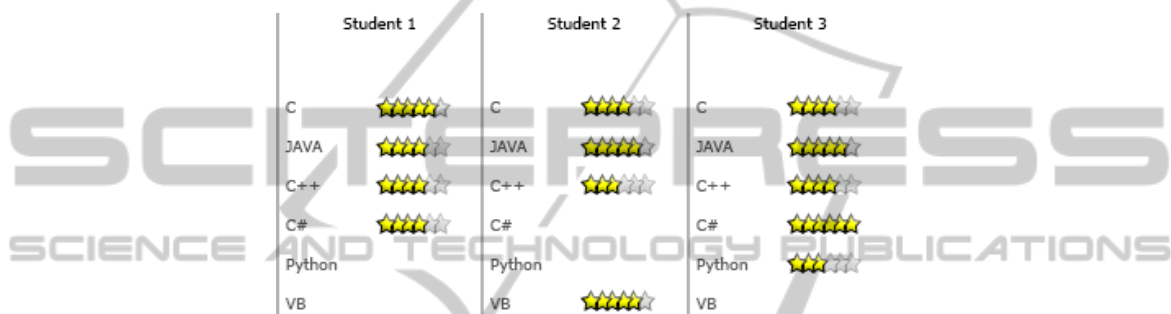 Student 1 Student 2 Student 3
C C C
JAVA JAVA JAVA
C++ C++ C++
C# C# C#
Python Python Python
VB VB VB
SCITEPRESS
SCIENCE AND TECHNOLOGY PUBLICATIONS